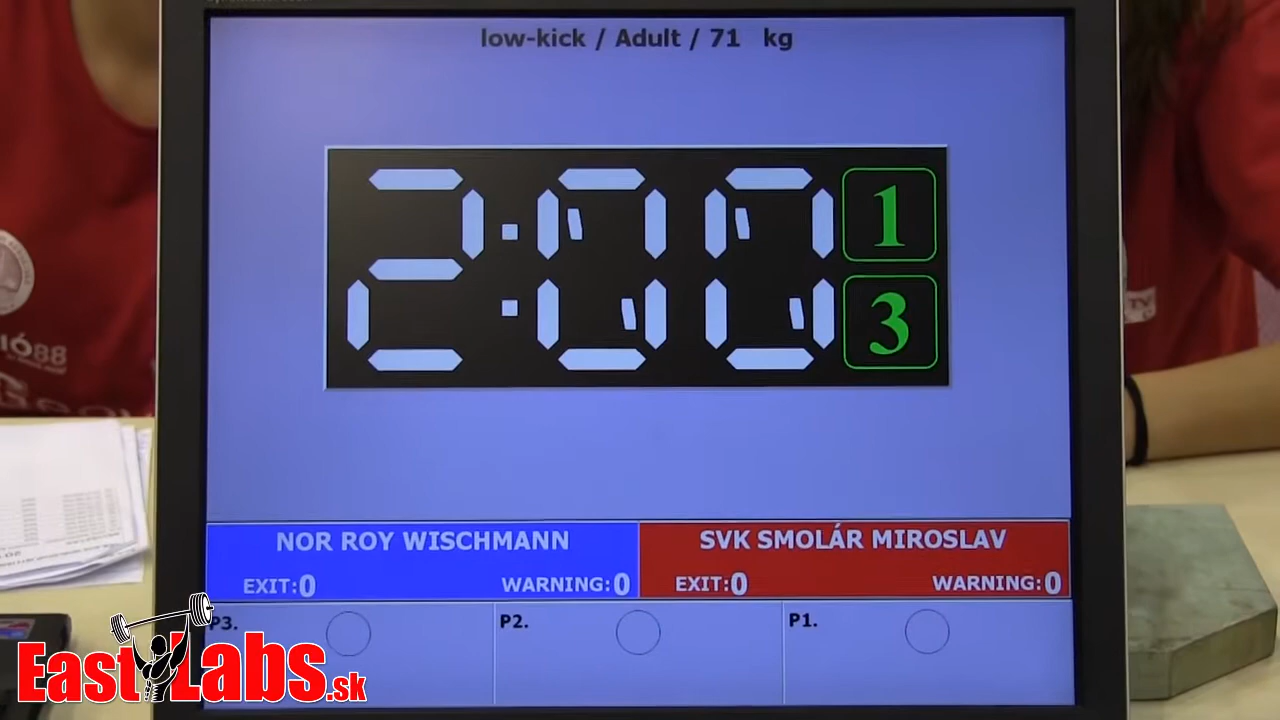 low-kick / Adult / 71 kg
2:00
1
3
NOR ROY WISCHMANN
SVK SMOLÁR MIROSLAV
EXIT:0
WARNING:0
EXIT:0
WARNING:0
P3.
P2.
P1.
EastLabs.sk